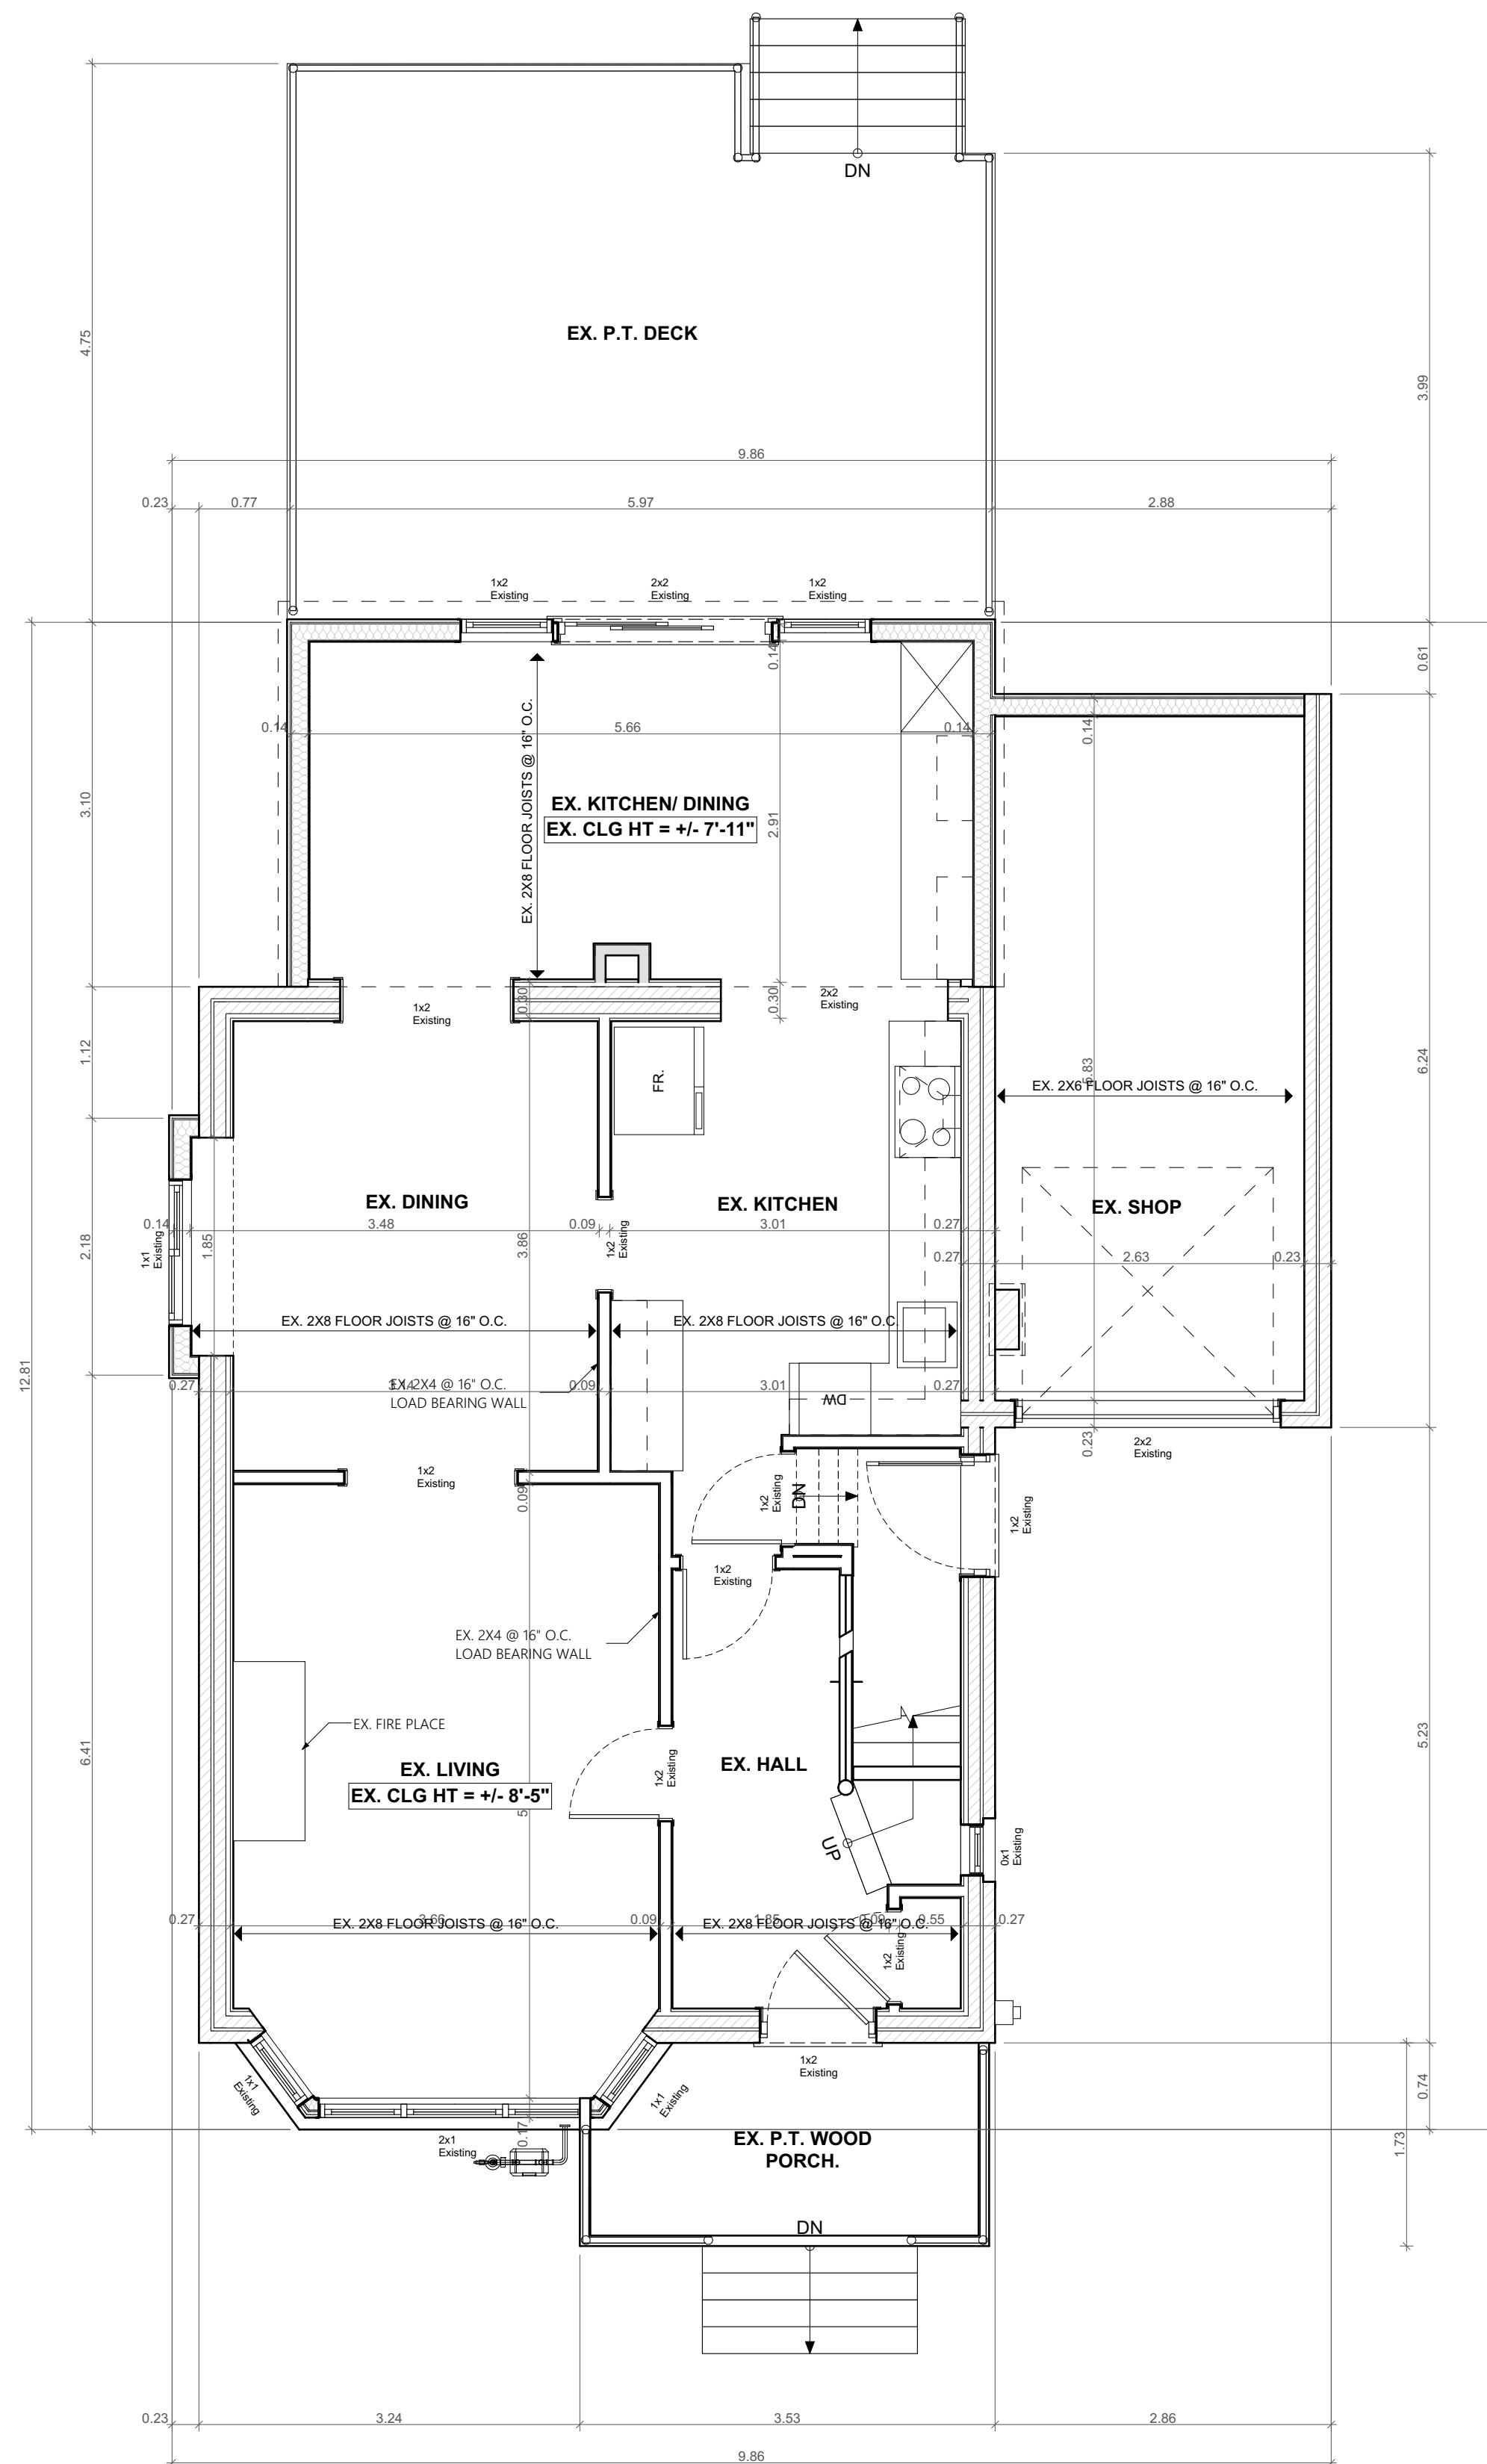 DN
4.75
EX. P.T. DECK
3.99
9.86
0.23
0.77
5.97
2.88
1x2
Existing
2x2
Existing
1x2
Existing
0.14
0.61
0.14
5.66
0.14
0.14
EX. 2X8 FLOOR JOISTS @ 16" O.C.
EX. KITCHEN/ DINING
EX. CLG HT = +/- 7'-11"
2.91
3.10
1x2
Existing
0.30
0.30
2x2
Existing
1.12
FR.
6.24
EX. 2X6 FLOOR JOISTS @ 16" O.C.
EX. DINING
EX. KITCHEN
EX. SHOP
0.14
3.48
0.09
3.01
0.27
1x1
Existing
1.85
3.86
1x2
Existing
2.18
0.27
2.63
0.23
EX. 2X8 FLOOR JOISTS @ 16" O.C.
EX. 2X8 FLOOR JOISTS @ 16" O.C.
12.81
0.27
3.14
0.09
3.01
0.27
EX. 2X4 @ 16" O.C.
LOAD BEARING WALL
DW
0.23
2x2
Existing
1x2
Existing
0.09
1x2
Existing
DN
1x2
Existing
1x2
Existing
EX. 2X4 @ 16" O.C.
LOAD BEARING WALL
EX. FIRE PLACE
6.41
5.23
EX. LIVING
EX. CLG HT = +/- 8'-5"
1x2
Existing
EX. HALL
UP
0x1
Existing
0.27
3.66
EX. 2X8 FLOOR JOISTS @ 16" O.C.
0.09
EX. 2X8 FLOOR JOISTS @ 16" O.C.
1.85
0.09
0.55
0.27
1x2
Existing
1x2
Existing
1x1
Existing
1x1
Existing
0.74
2x1
Existing
0.17
EX. P.T. WOOD
PORCH.
1.73
DN
0.23
3.24
3.53
2.86
9.86